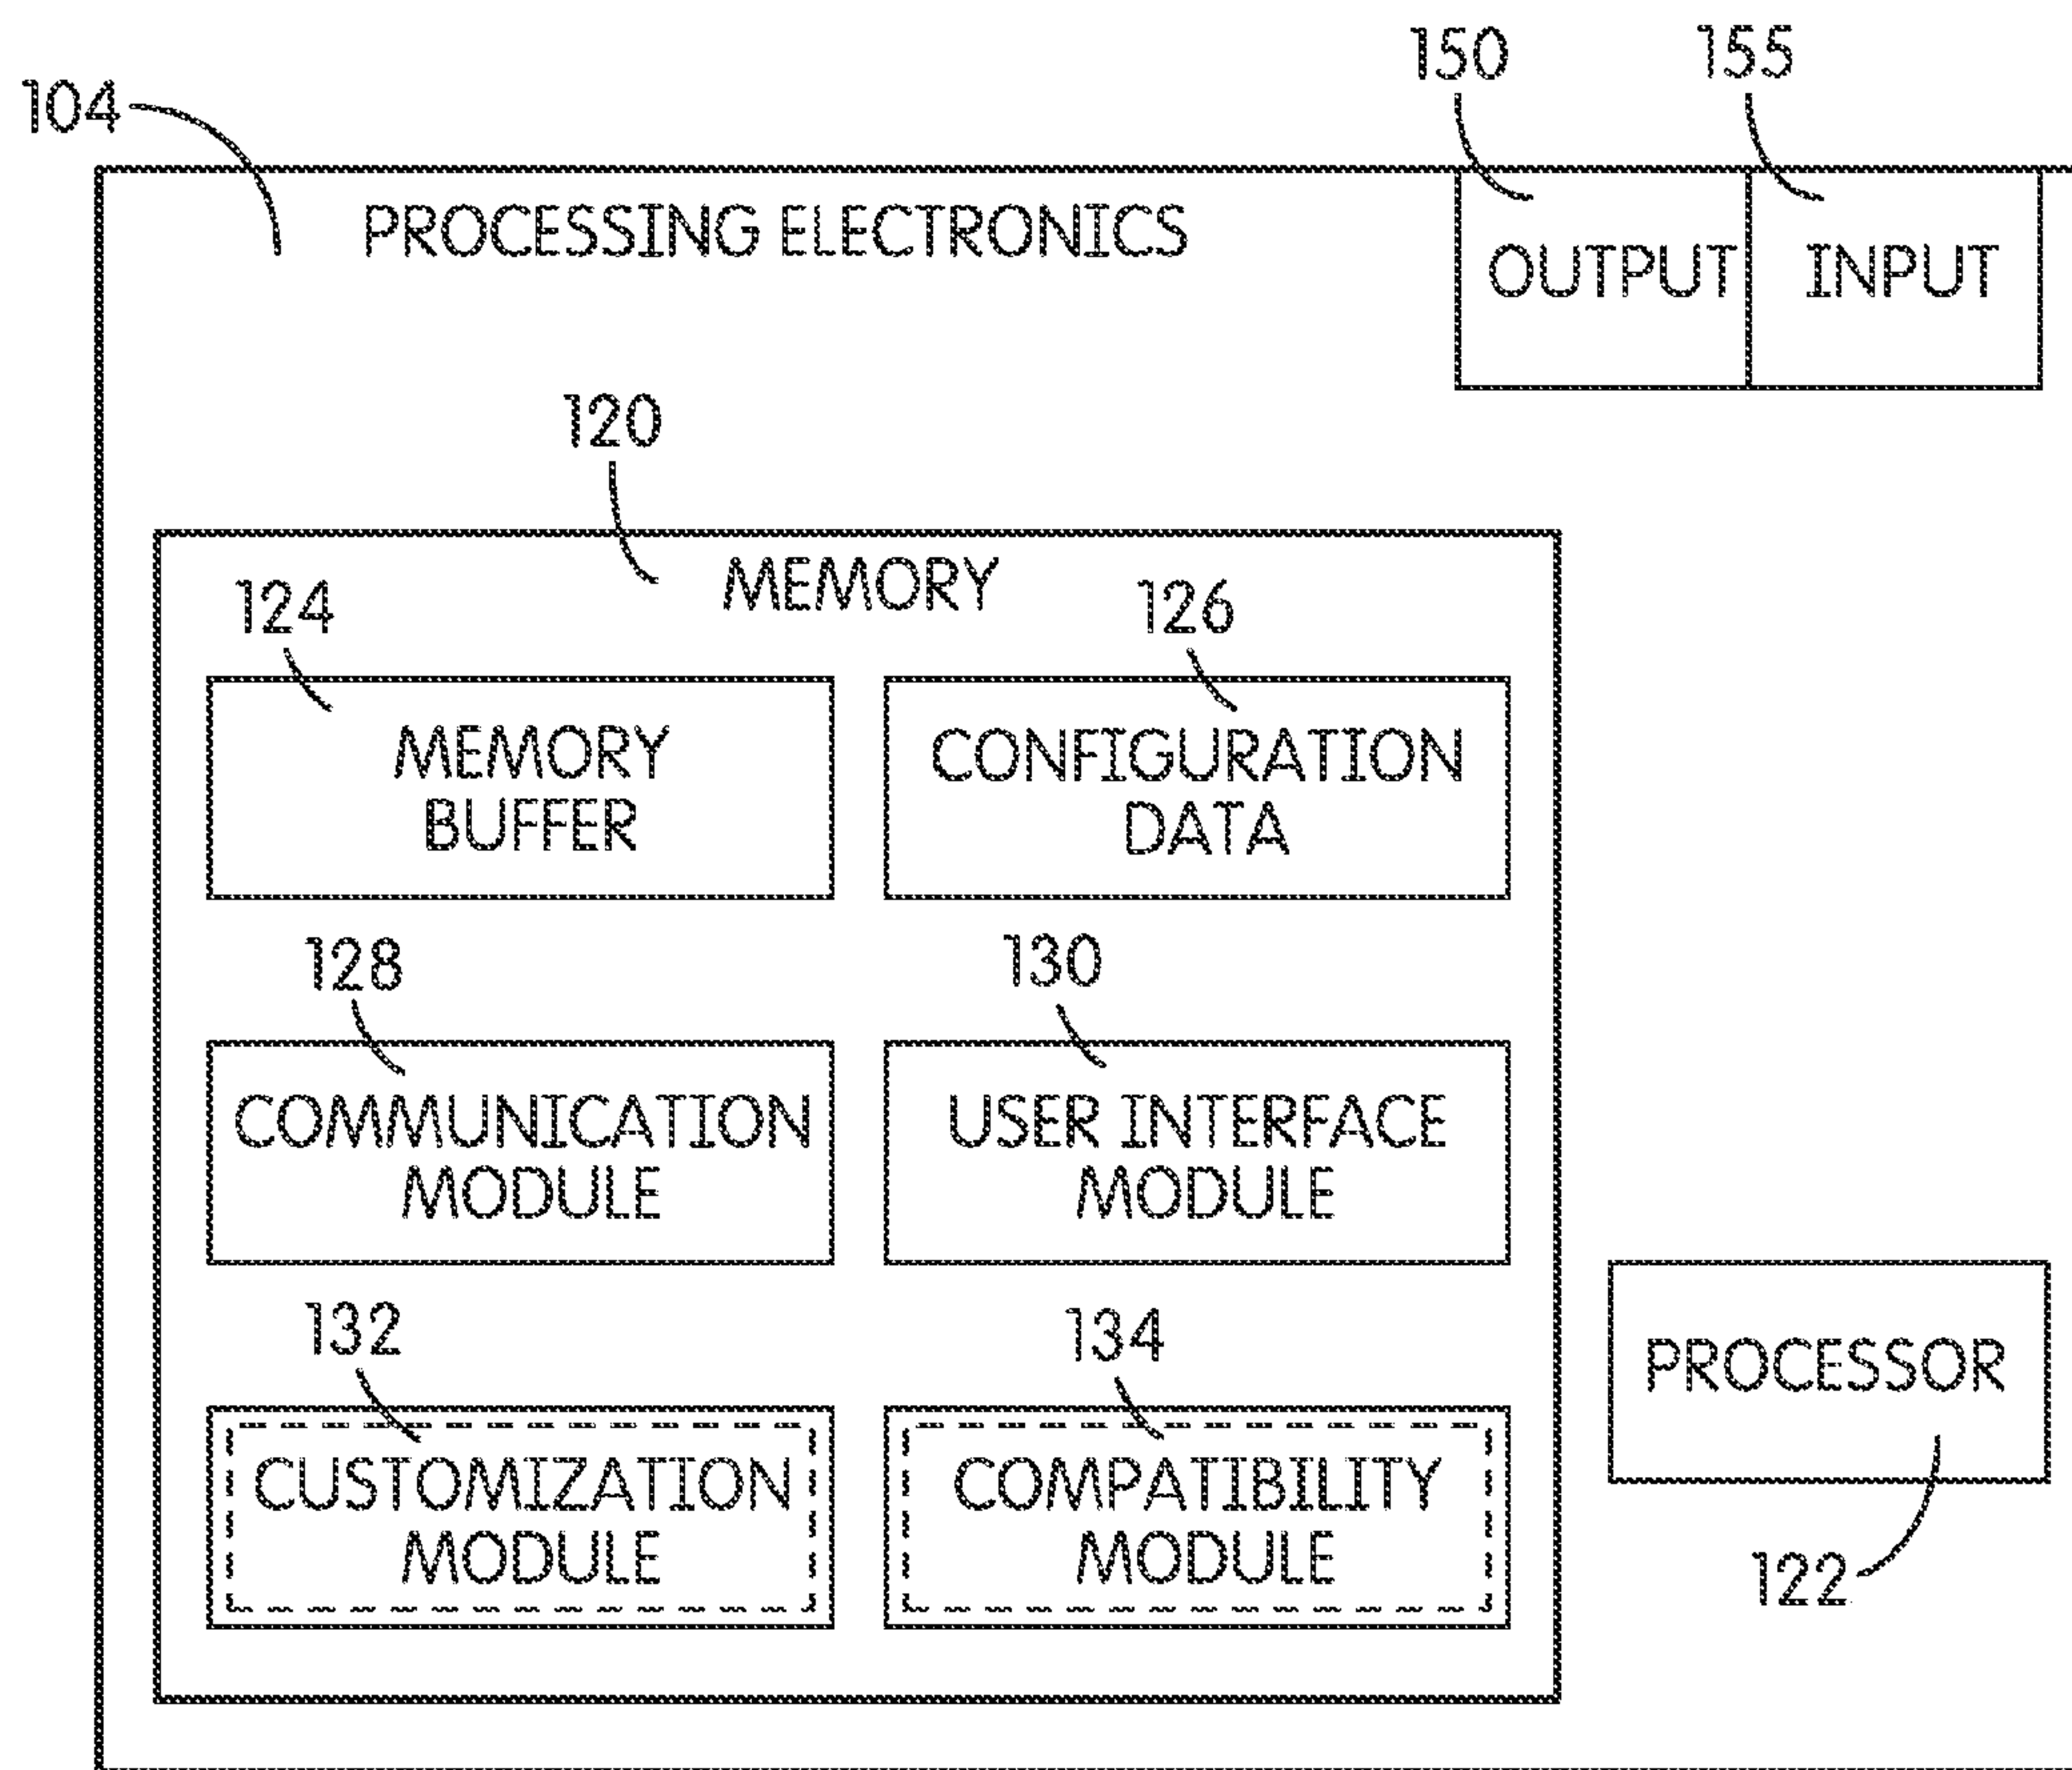 150 155
104
PROCESSING ELECTRONICS
OUTPUT INPUT
120
MEMORY
124 126
MEMORY
BUFFER
CONFIGURATION
DATA
128 130
COMMUNICATION
MODULE
USER INTERFACE
MODULE
132 134
CUSTOMIZATION
MODULE
COMPATIBILITY
MODULE
PROCESSOR
122